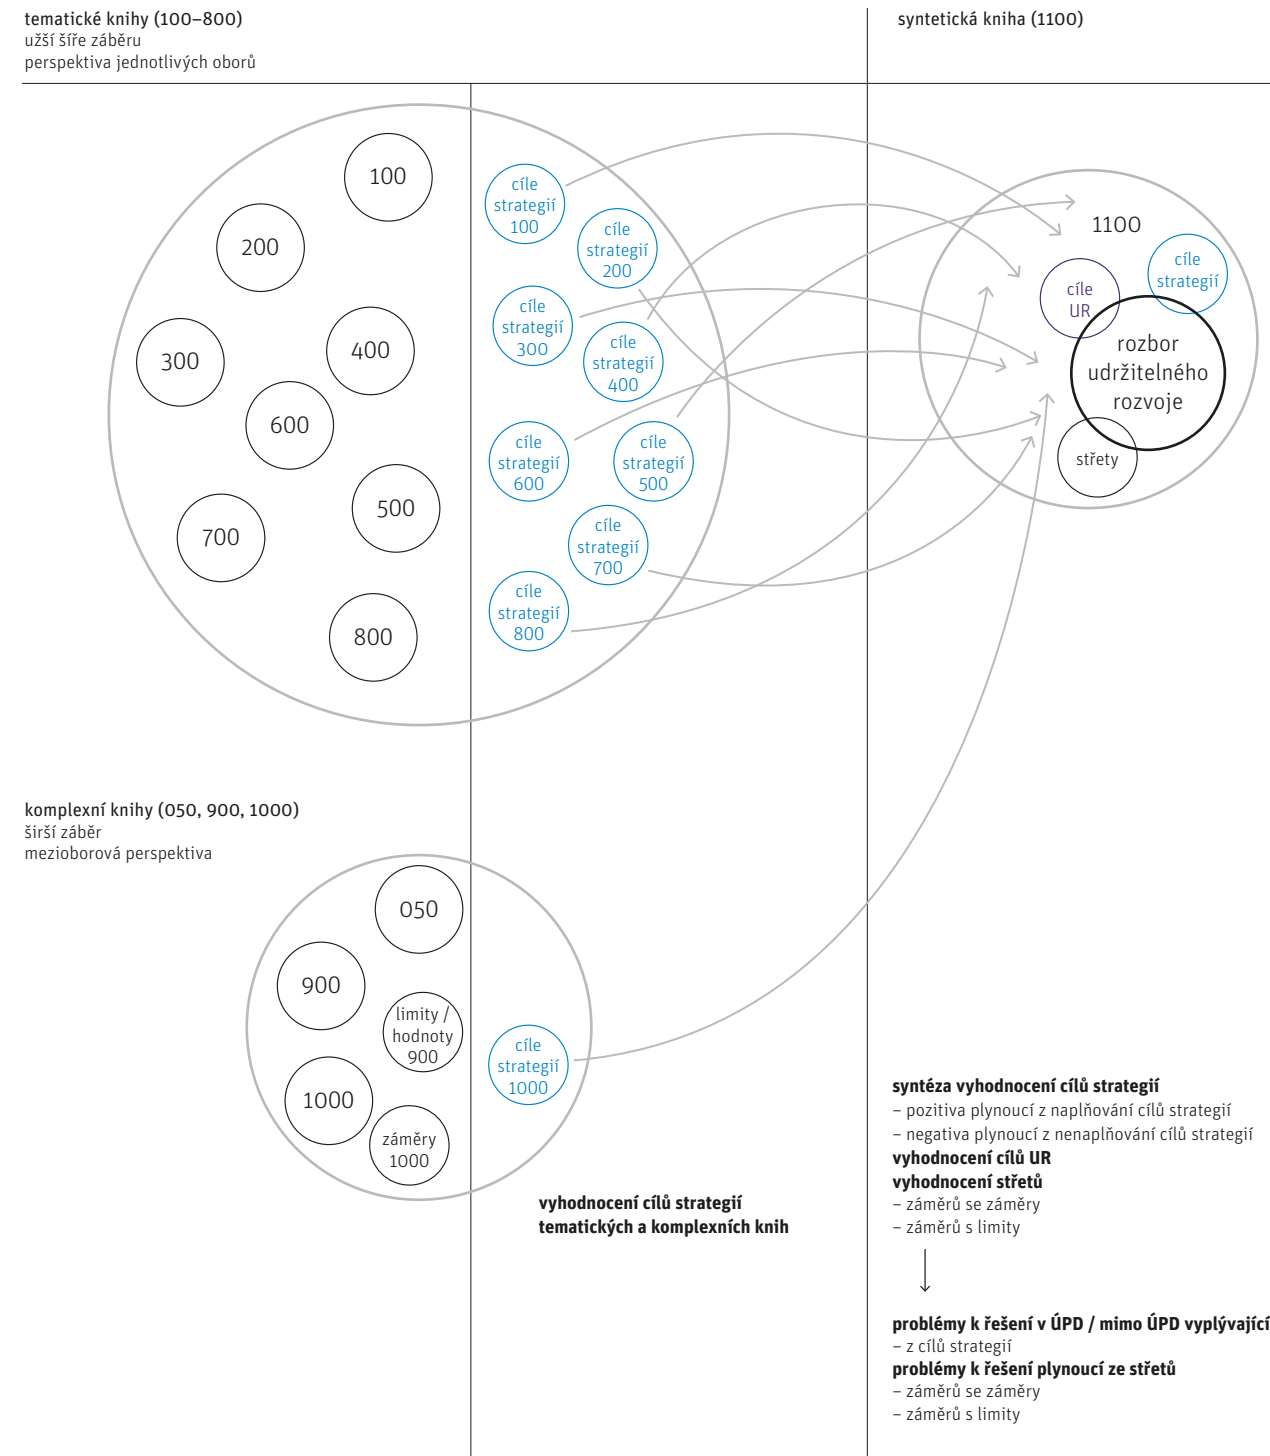 tematické knihy (100–800)
užší šíře záběru
perspektiva jednotlivých oborů
syntetická kniha (1100)
100
200
300
400
600
500
700
800
cíle
strategií
100
cíle
strategií
200
cíle
strategií
300
cíle
strategií
400
cíle
strategií
600
cíle
strategií
500
cíle
strategií
700
cíle
strategií
800
1100
cíle
strategií
cíle
UR
rozbor
udržitelného
rozvoje
střety
komplexní knihy (050, 900, 1000)
širší záběr
mezioborová perspektiva
050
900
limity /
hodnoty
900
1000
záměry
1000
cíle
strategií
1000
vyhodnocení cílů strategií
tematických a komplexních knih
syntéza vyhodnocení cílů strategií
– pozitiva plynoucí z naplňování cílů strategií
– negativa plynoucí z nenaplňování cílů strategií
vyhodnocení cílů UR
vyhodnocení střetů
– záměrů se záměry
– záměrů s limity
problémy k řešení v ÚPD / mimo ÚPD vyplývající
– z cílů strategií
problémy k řešení plynoucí ze střetů
– záměrů se záměry
– záměrů s limity